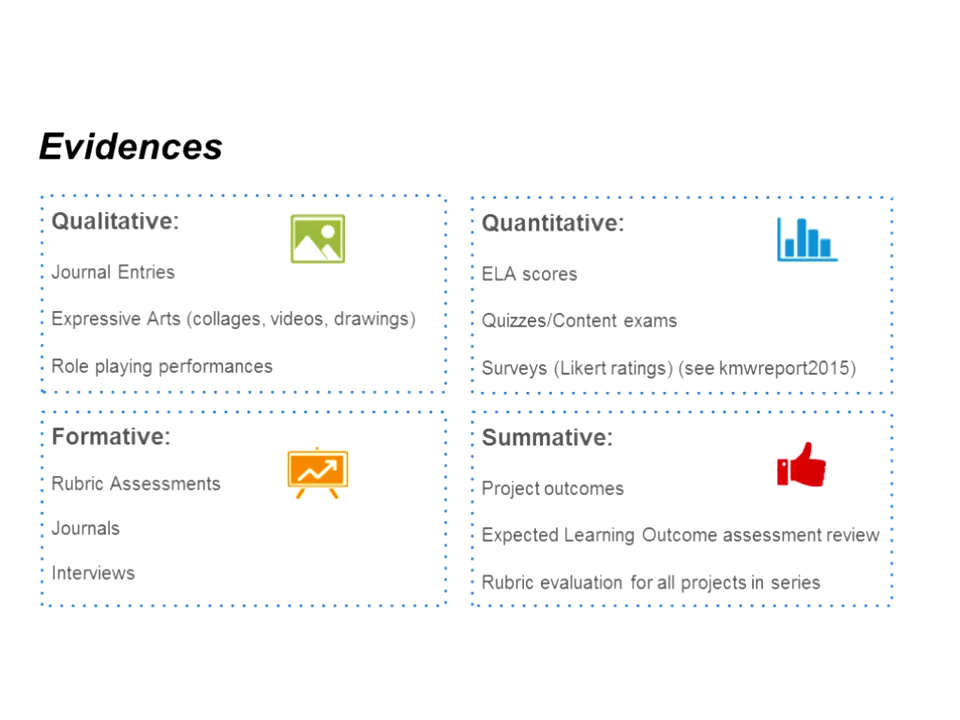 Evidences
Qualitative:
Journal Entries
Expressive Arts (collages, videos, drawings)
Role playing performances
Quantitative:
ELA scores
Quizzes/Content exams
Surveys (Likert ratings) (see kmwreport2015)
Formative:
Rubric Assessments
Journals
Interviews
Summative:
Project outcomes
Expected Learning Outcome assessment review
Rubric evaluation for all projects in series